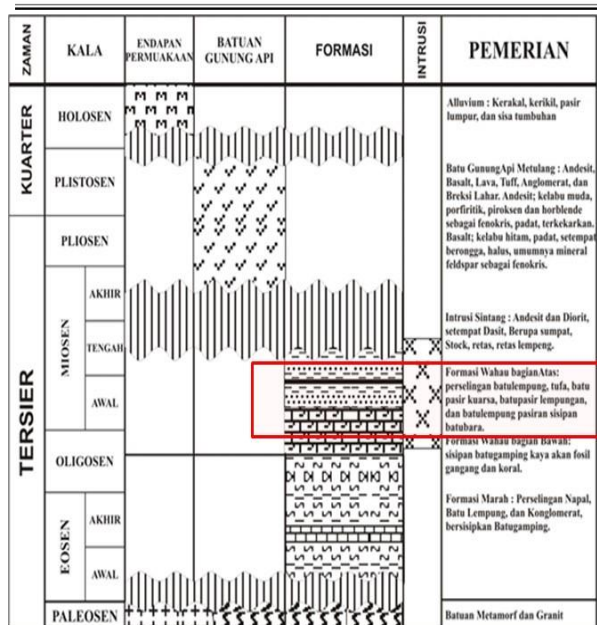 ZAMAN
KALA
ENDAPAN
PERMUAKAAN
BATUAN
GUNUNG API
FORMASI
INTRUSI
PEMERIAN
KUARTER
HOLOSEN
Alluvium : Kerakal, kerikil, pasir
lumpur, dan sisa tumbuhan
PLISTOSEN
Batu GunungApi Metulang : Andesit,
Basalt, Lava, Tuff, Anglomerat, dan
Breksi Lahar. Andesit; kelabu muda,
porfiritik, piroksen dan horblende
sebagai fenokris, padat, terkekarkan.
Basalt; kelabu hitam, padat, setempat
berongga, halus, umumnya mineral
feldspar sebagai fenokris.
TERSIER
PLIOSEN
MIOSEN
AKHIR
TENGAH
AWAL
Intrusi Sintang : Andesit dan Diorit,
setempat Dasit, Berupa sumpat,
Stock, retas, retas lempeng.
Formasi Wahau bagianAtas:
perselingan batulempung, tufa, batu
pasir kuarsa, batupasir lempungan,
dan batulempung pasiran sisipan
batubara.
Formasi Wahau bagian Bawah:
sisipan batugamping kaya akan fosil
gangang dan koral.
OLIGOSEN
EOSEN
AKHIR
AWAL
Formasi Marah : Perselingan Napal,
Batu Lempung, dan Konglomerat,
bersisipkan Batugamping.
PALEOSEN
Batuan Metamorf dan Granit